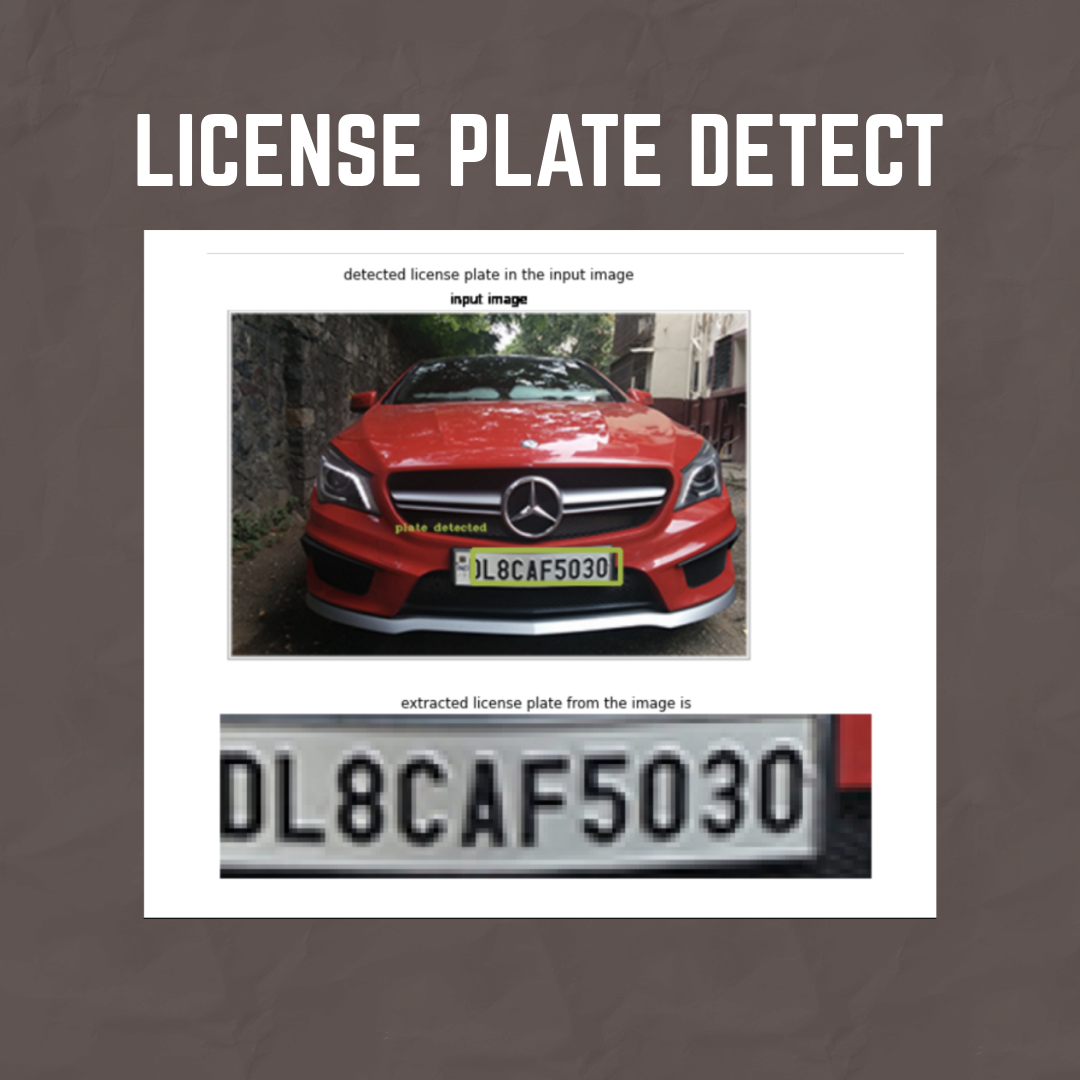 LICENSE PLATE DETECT
detected license plate in the input image
input image
plate detected
DL8CAF5030
extracted license plate from the image is
DL8CAF5030